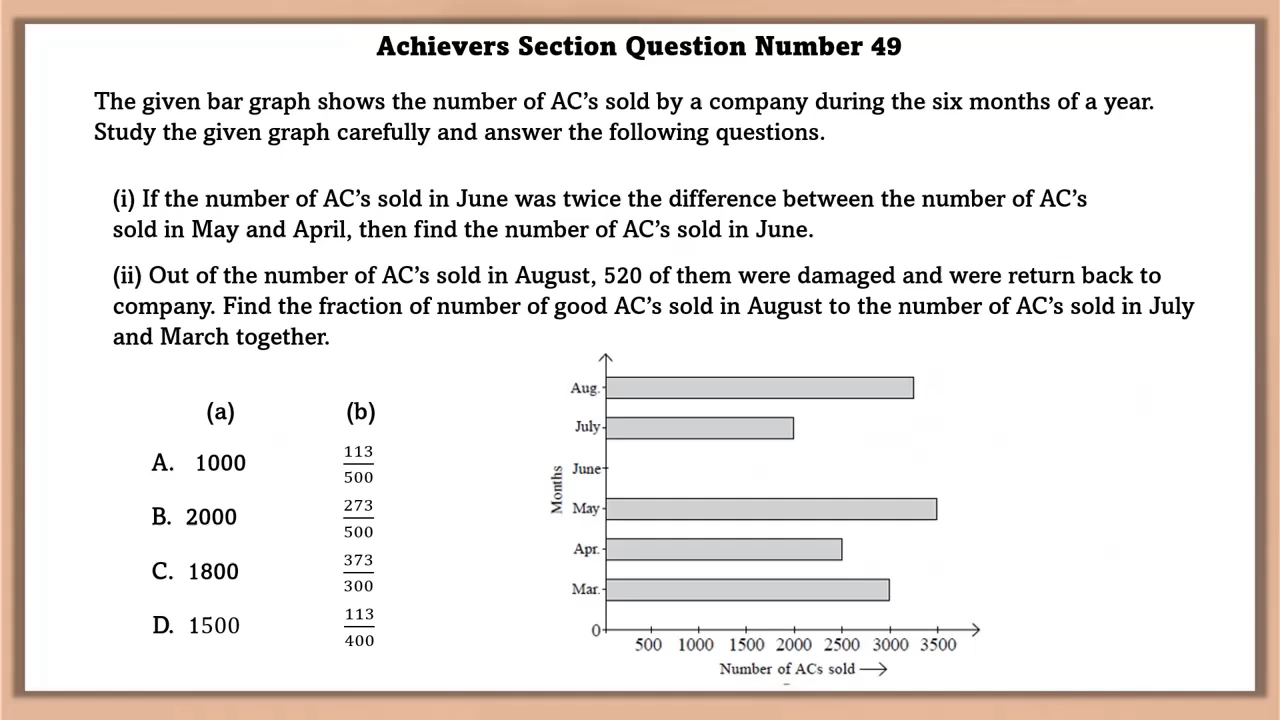 Achievers Section Question Number 49
The given bar graph shows the number of AC's sold by a company during the six months of a year.
Study the given graph carefully and answer the following questions.
(i) If the number of AC's sold in June was twice the difference between the number of AC's
sold in May and April, then find the number of AC's sold in June.
(ii) Out of the number of AC's sold in August, 520 of them were damaged and were return back to
company. Find the fraction of number of good AC's sold in August to the number of AC's sold in July
and March together.
(a) (b)
A. 1000 113/500
B. 2000 273/500
C. 1800 373/300
D. 1500 113/400
Months
Aug.
July
June
May
Apr.
Mar.
0
500 1000 1500 2000 2500 3000 3500
Number of ACs sold